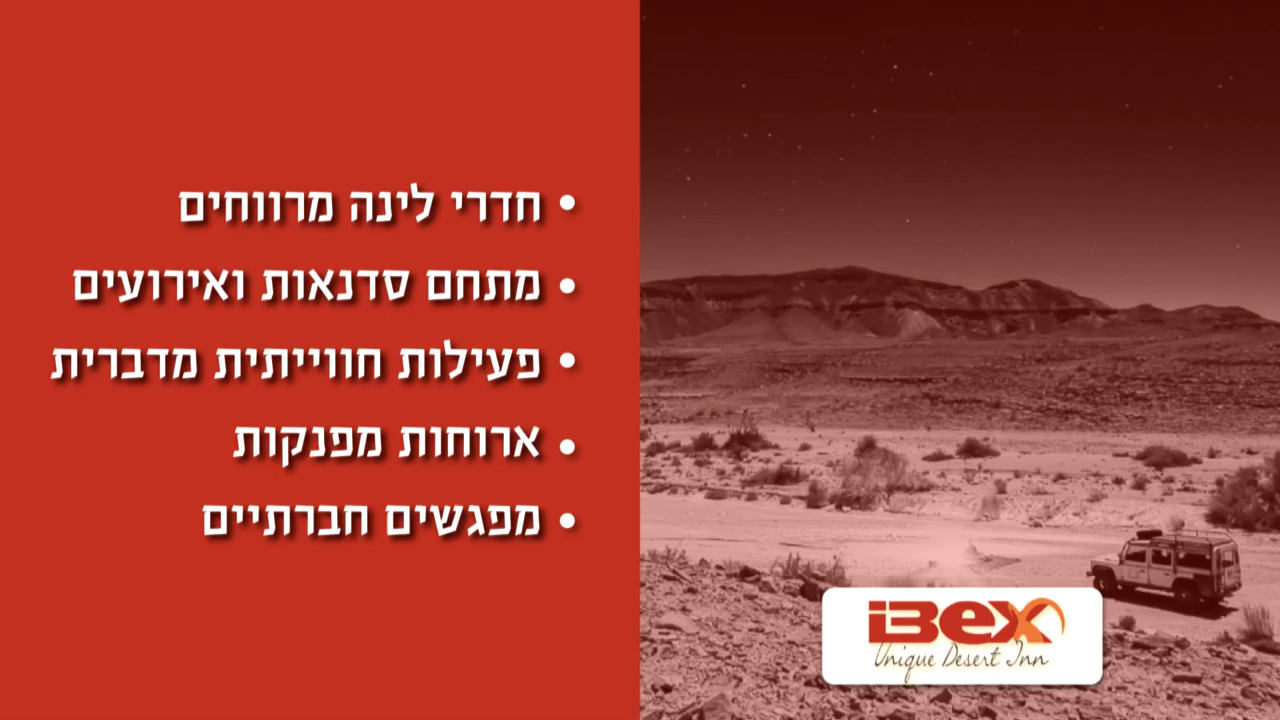 • חדרי לינה מרווחים
• מתחם סדנאות ואירועים
• פעילות חווייתית מדברית
• ארוחות מפנקות
• מפגשים חברתיים
iBex
Unique Desert Inn